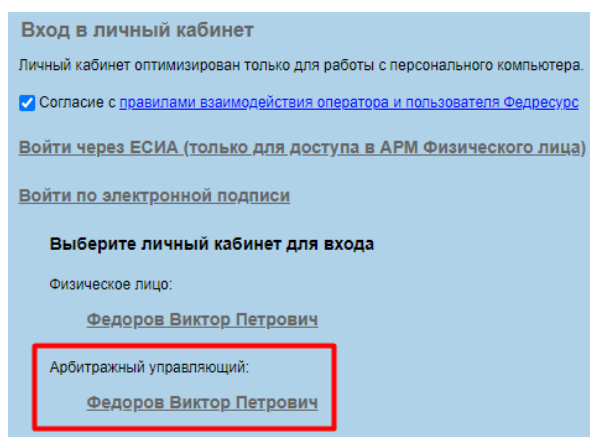 Вход в личный кабинет
Личный кабинет оптимизирован только для работы с персонального компьютера.
Согласие с правилами взаимодействия оператора и пользователя Федресурс
Войти через ЕСИА (только для доступа в АРМ Физического лица)
Войти по электронной подписи
Выберите личный кабинет для входа
Физическое лицо:
Федоров Виктор Петрович
Арбитражный управляющий:
Федоров Виктор Петрович